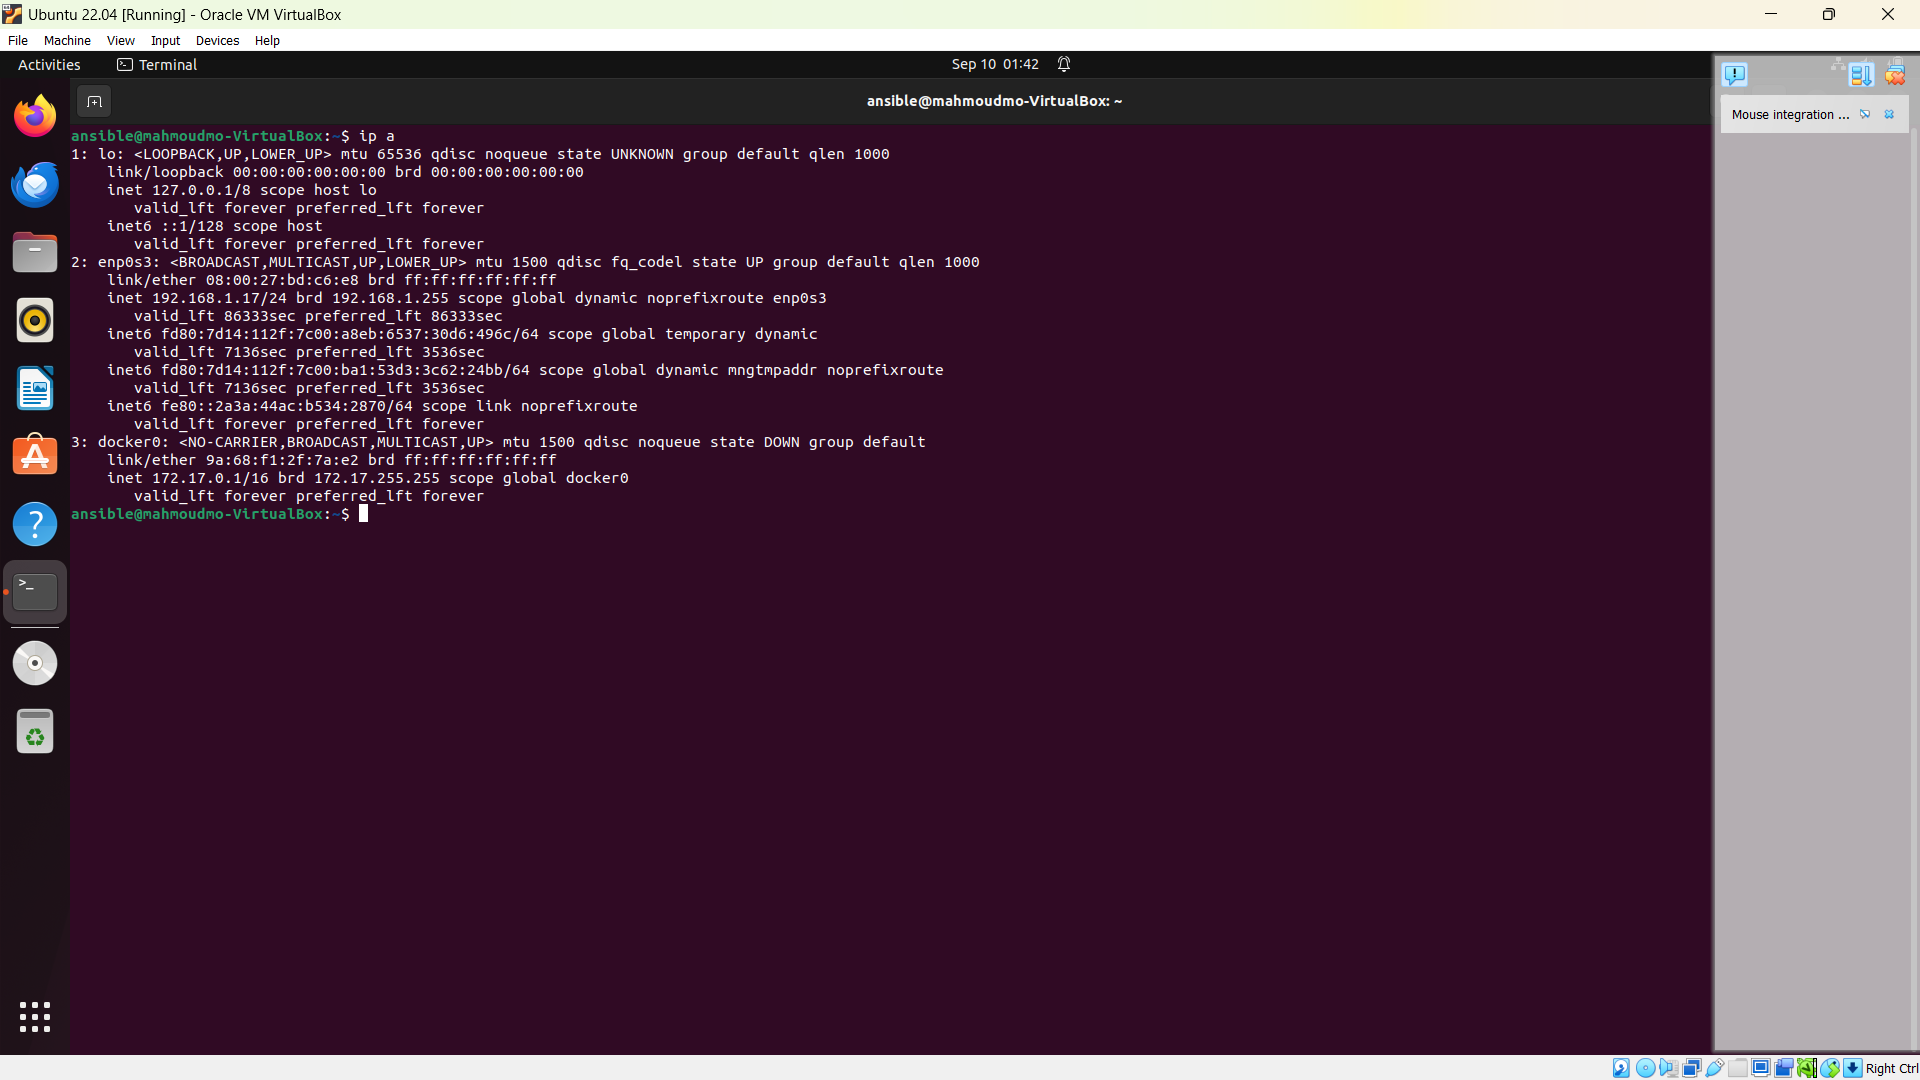 Ubuntu 22.04 [Running] - Oracle VM VirtualBox
File Machine View Input Devices Help
Activities Terminal Sep 10 01:42
ansible@mahmoudmo-VirtualBox: ~
Mouse integration ...
ansible@mahmoudmo-VirtualBox:~$ ip a
1: lo: <LOOPBACK,UP,LOWER_UP> mtu 65536 qdisc noqueue state UNKNOWN group default qlen 1000
    link/loopback 00:00:00:00:00:00 brd 00:00:00:00:00:00
    inet 127.0.0.1/8 scope host lo
       valid_lft forever preferred_lft forever
    inet6 ::1/128 scope host
       valid_lft forever preferred_lft forever
2: enp0s3: <BROADCAST,MULTICAST,UP,LOWER_UP> mtu 1500 qdisc fq_codel state UP group default qlen 1000
    link/ether 08:00:27:bd:c6:e8 brd ff:ff:ff:ff:ff:ff
    inet 192.168.1.17/24 brd 192.168.1.255 scope global dynamic noprefixroute enp0s3
       valid_lft 86333sec preferred_lft 86333sec
    inet6 fd80:7d14:112f:7c00:a8eb:6537:30d6:496c/64 scope global temporary dynamic
       valid_lft 7136sec preferred_lft 3536sec
    inet6 fd80:7d14:112f:7c00:ba1:53d3:3c62:24bb/64 scope global dynamic mngtmpaddr noprefixroute
       valid_lft 7136sec preferred_lft 3536sec
    inet6 fe80::2a3a:44ac:b534:2870/64 scope link noprefixroute
       valid_lft forever preferred_lft forever
3: docker0: <NO-CARRIER,BROADCAST,MULTICAST,UP> mtu 1500 qdisc noqueue state DOWN group default
    link/ether 9a:68:f1:2f:7a:e2 brd ff:ff:ff:ff:ff:ff
    inet 172.17.0.1/16 brd 172.17.255.255 scope global docker0
       valid_lft forever preferred_lft forever
ansible@mahmoudmo-VirtualBox:~$
Right Ctrl